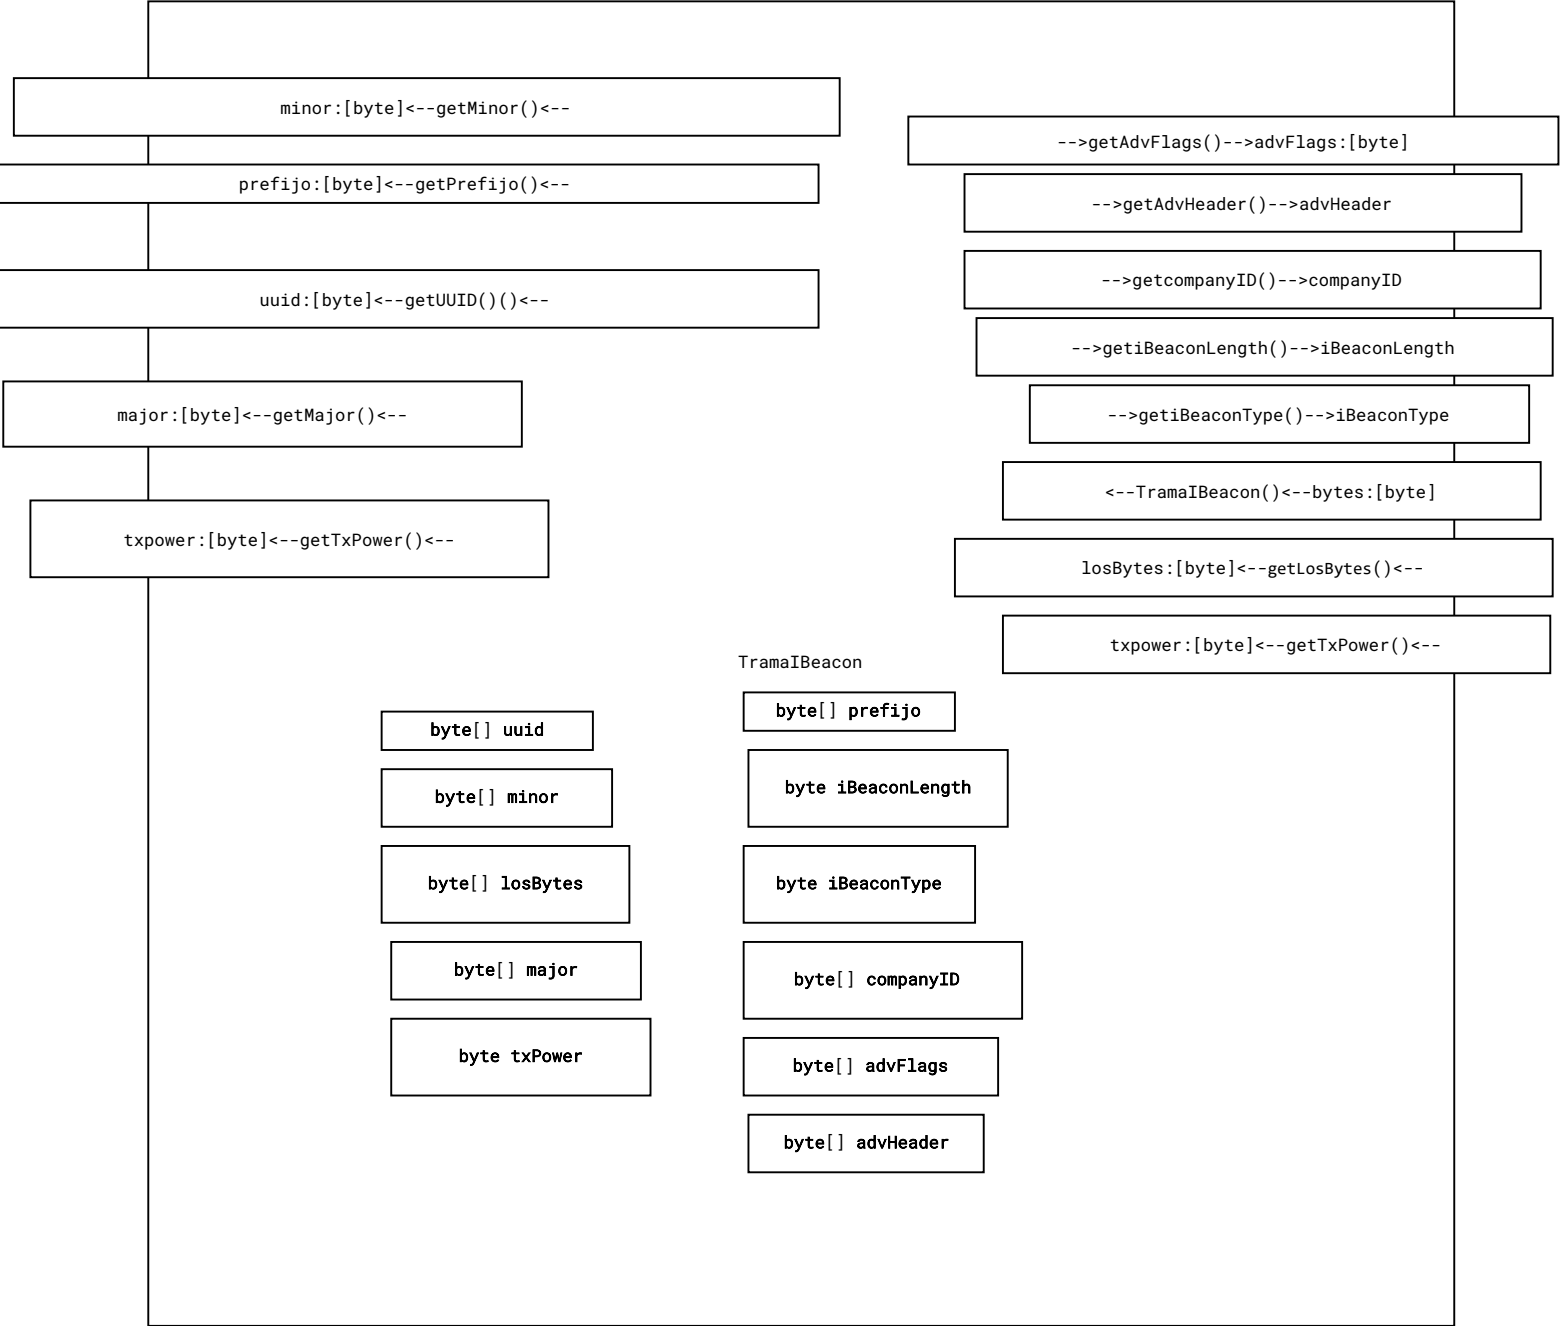 minor:[byte]<--getMinor()<--
prefijo:[byte]<--getPrefijo()<--
uuid:[byte]<--getUUID()()<--
major:[byte]<--getMajor()<--
txpower:[byte]<--getTxPower()<--
-->getAdvFlags()-->advFlags:[byte]
-->getAdvHeader()-->advHeader
-->getcompanyID()-->companyID
-->getiBeaconLength()-->iBeaconLength
-->getiBeaconType()-->iBeaconType
<--TramaIBeacon()<--bytes:[byte]
losBytes:[byte]<--getLosBytes()<--
txpower:[byte]<--getTxPower()<--
TramaIBeacon
byte[] uuid
byte[] minor
byte[] losBytes
byte[] major
byte txPower
byte[] prefijo
byte iBeaconLength
byte iBeaconType
byte[] companyID
byte[] advFlags
byte[] advHeader